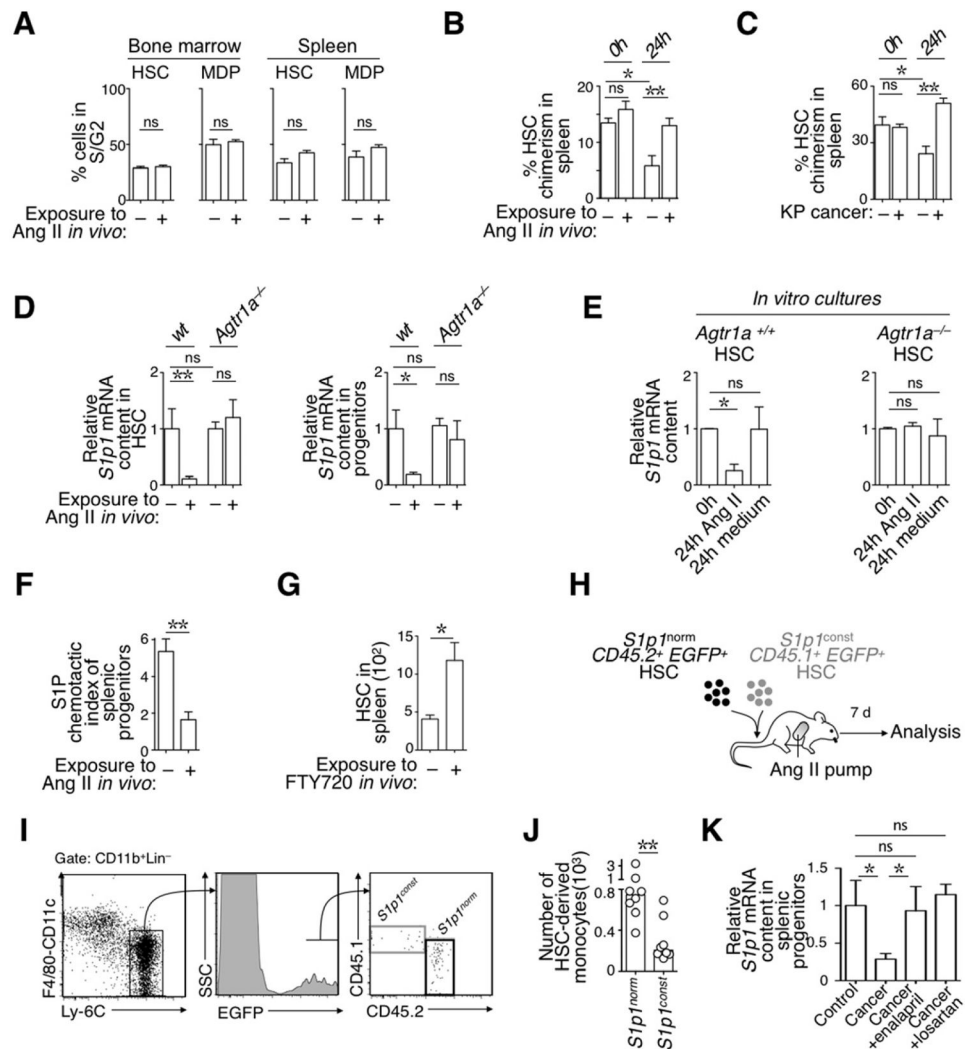 A
Bone marrow
Spleen
HSC
MDP
HSC
MDP
% cells in
S/G2
100
50
0
ns
ns
ns
ns
– + – + – + – +
Exposure to
Ang II in vivo:
B
0h
24h
*
ns
**
% HSC
chimerism in
spleen
20
10
0
– + – +
Exposure to
Ang II in vivo:
C
0h
24h
*
ns
**
% HSC
chimerism in
spleen
60
30
0
– + – +
KP cancer:
D
wt
Agtr1a–/–
ns
**
ns
Relative
S1p1 mRNA
content in
HSC
2
1
0
– + – +
Exposure to
Ang II in vivo:
wt
Agtr1a–/–
ns
*
ns
Relative
S1p1 mRNA
content in
progenitors
2
1
0
– + – +
E
In vitro cultures
Agtr1a +/+
HSC
Agtr1a–/–
HSC
Relative
S1p1 mRNA
content
2
1
0
ns
*
0h
24h Ang II
24h medium
2
1
0
ns
ns
0h
24h Ang II
24h medium
F
S1P
chemotactic
index of
splenic
progenitors
6
4
2
0
**
– +
Exposure to
Ang II in vivo:
G
HSC in
spleen (10²)
15
10
5
0
*
– +
Exposure to
FTY720 in vivo:
H
S1p1norm
CD45.2+ EGFP+
HSC
S1p1const
CD45.1+ EGFP+
HSC
7 d
Analysis
Ang II pump
I
Gate: CD11b+Lin–
F4/80-CD11c
Ly-6C
SSC
EGFP
CD45.1
CD45.2
S1p1const
S1p1norm
J
Number of
HSC-derived
monocytes(10³)
3
1
0.8
0.4
0
**
S1p1norm
S1p1const
K
ns
ns
*
*
Relative
S1p1 mRNA
content in
splenic
progenitors
1.5
1
0.5
0
Control
Cancer
Cancer
+enalapril
Cancer
+losartan